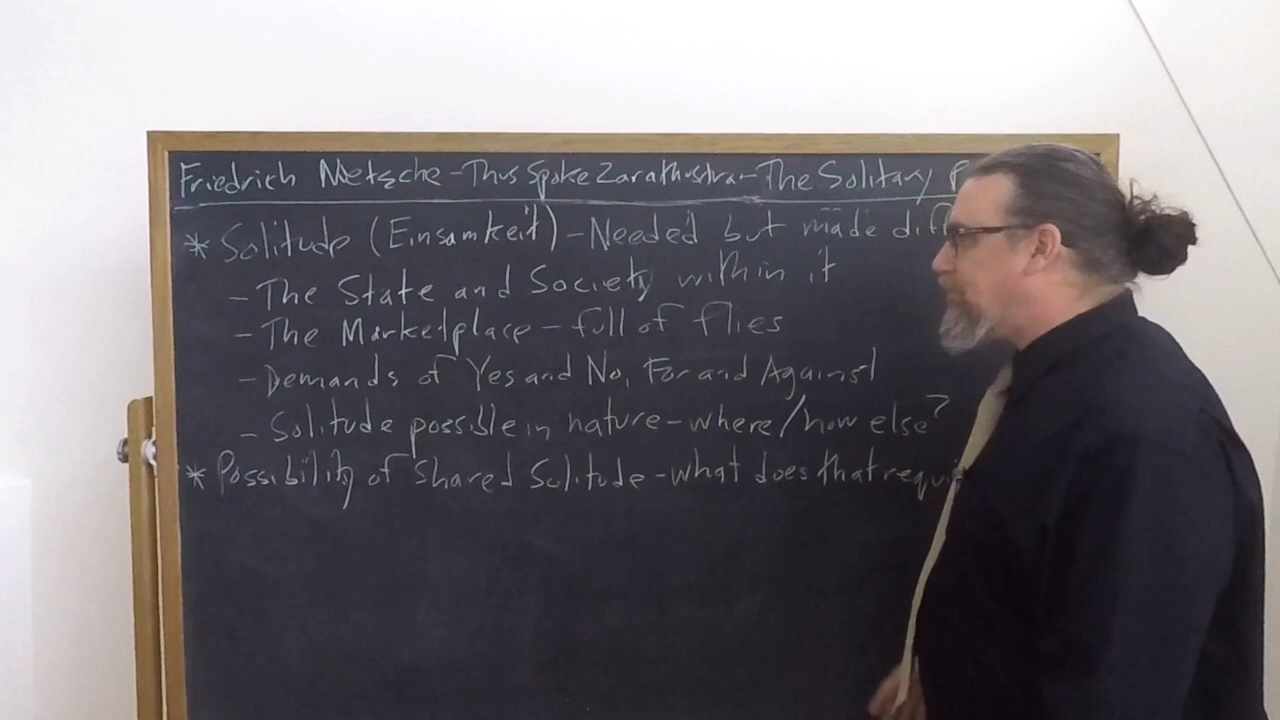 Friedrich Nietzsche - Thus Spoke Zarathustra - The Solitary
* Solitude (Einsamkeit) - Needed but made diff
- The State and Society within it
- The Marketplace - full of flies
- Demands of Yes and No, For and Against
- Solitude possible in nature - where/how else?
* Possibility of Shared Solitude - what does that requi